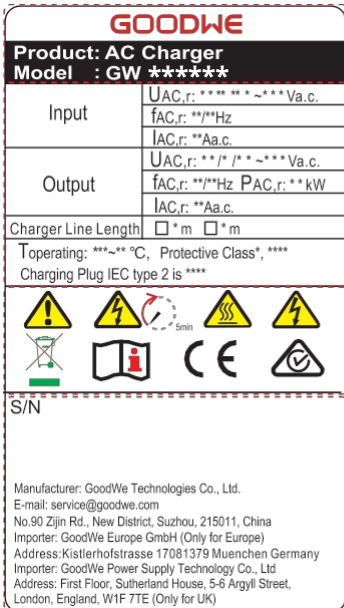 GOODWE
Product: AC Charger
Model : GW ******
Input
UAC,r: * * ** ** * ~* * * Va.c.
fAC,r: **/**Hz
IAC,r: **Aa.c.
Output
UAC,r: * * /* /* * ~* * * Va.c.
fAC,r: **/**Hz PAC,r: * * kW
IAC,r: **Aa.c.
Charger Line Length □ * m □ * m
Toperating: ***~** °C, Protective Class*, ****
Charging Plug IEC type 2 is ****
5min
i
CE
S/N
Manufacturer: GoodWe Technologies Co., Ltd.
E-mail: service@goodwe.com
No.90 Zijin Rd., New District, Suzhou, 215011, China
Importer: GoodWe Europe GmbH (Only for Europe)
Address:Kistlerhofstrasse 17081379 Muenchen Germany
Importer: GoodWe Power Supply Technology Co., Ltd
Address: First Floor, Sutherland House, 5-6 Argyll Street,
London, England, W1F 7TE (Only for UK)